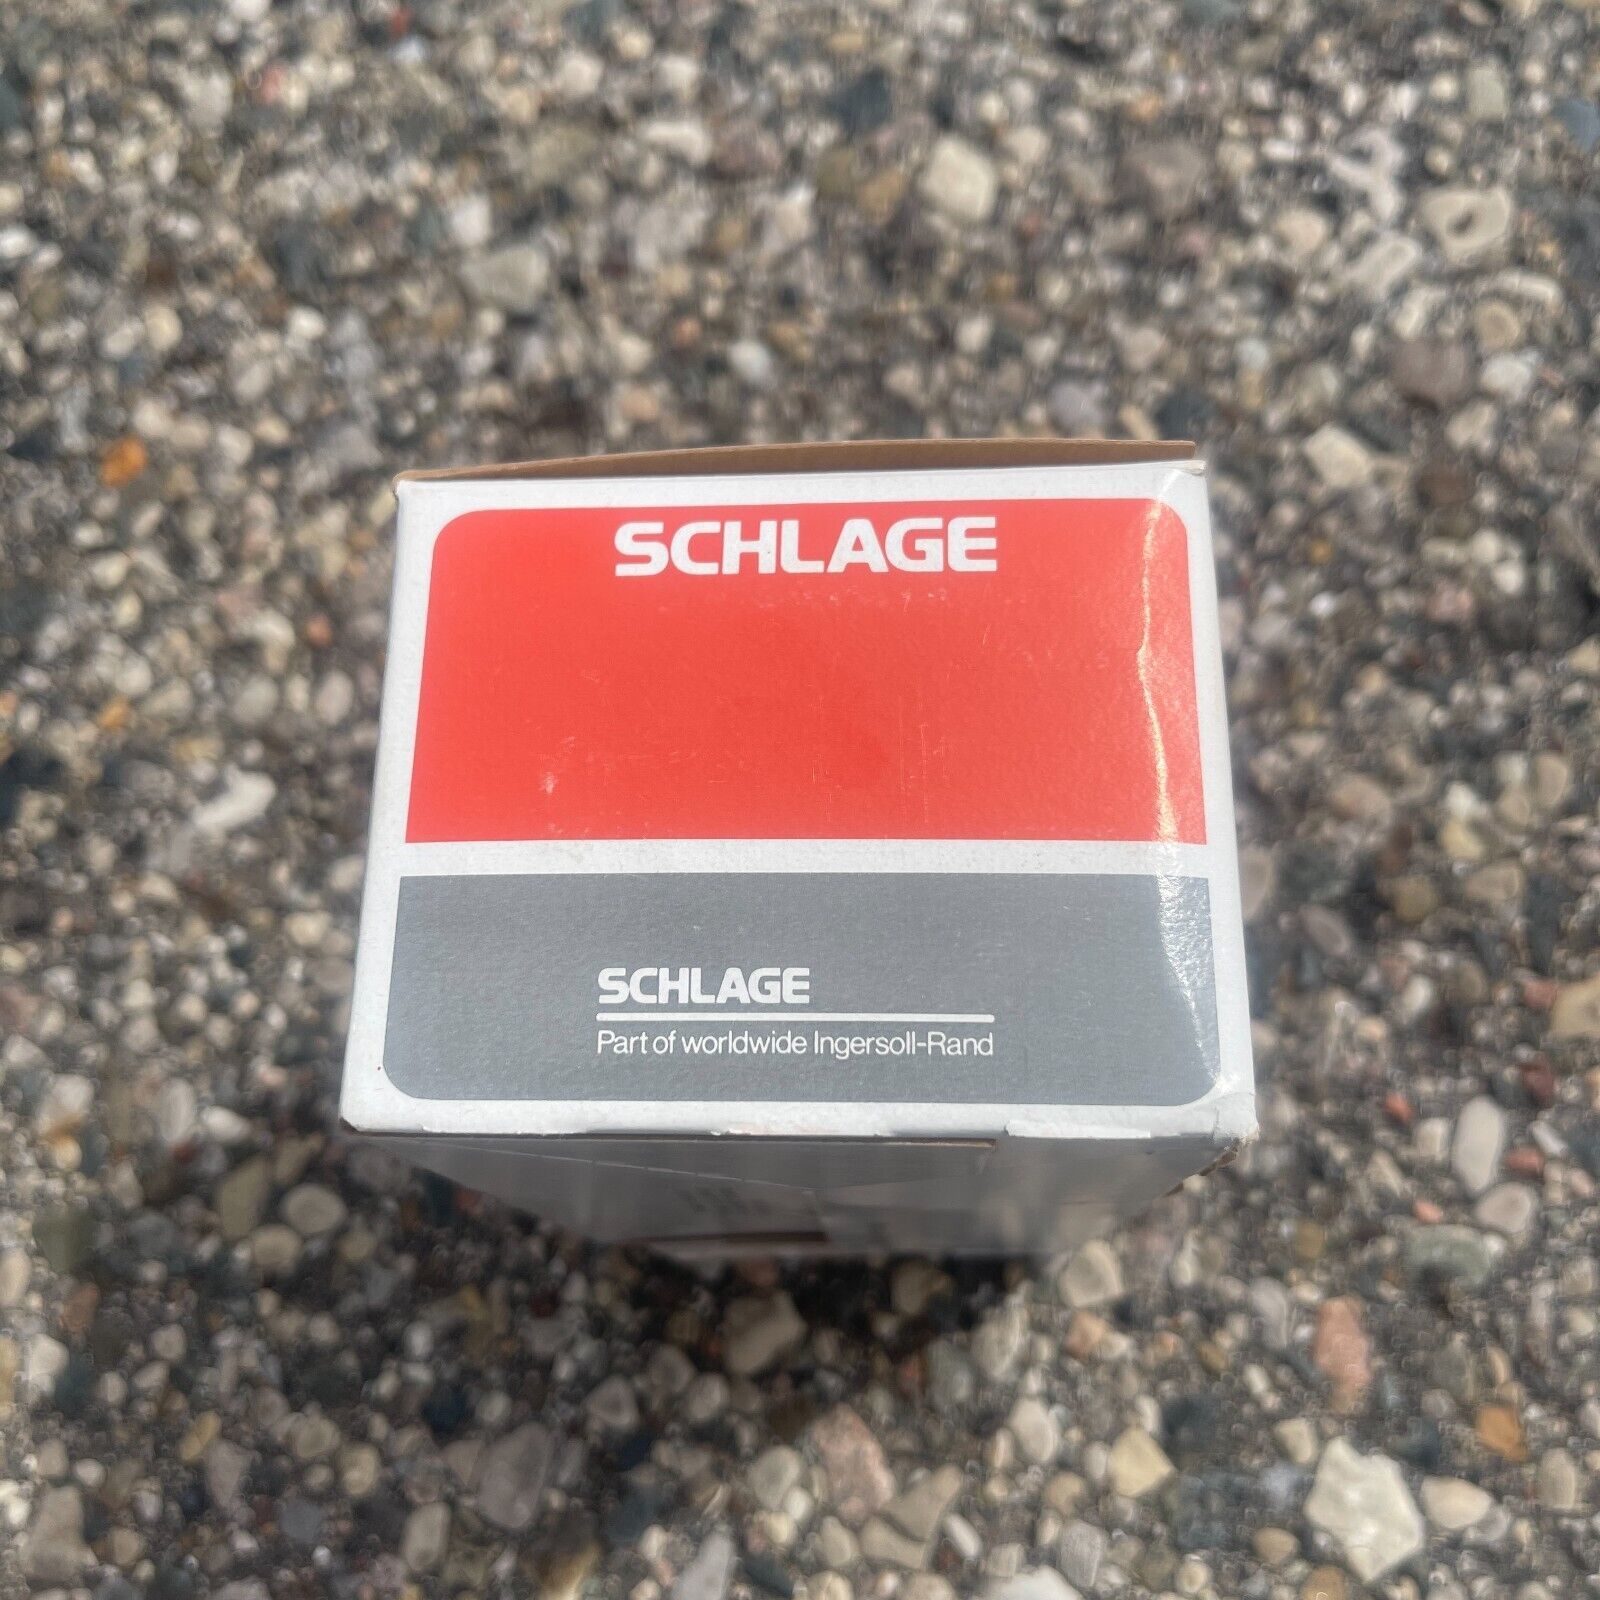 SCHLAGE
SCHLAGE
Part of worldwide Ingersoll-Rand